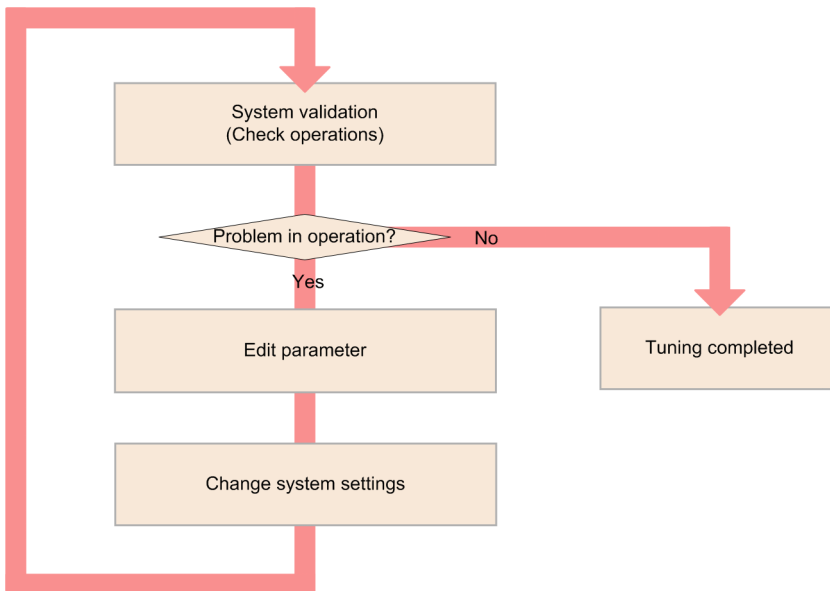 System validation
(Check operations)
Problem in operation?
No
Yes
Edit parameter
Tuning completed
Change system settings